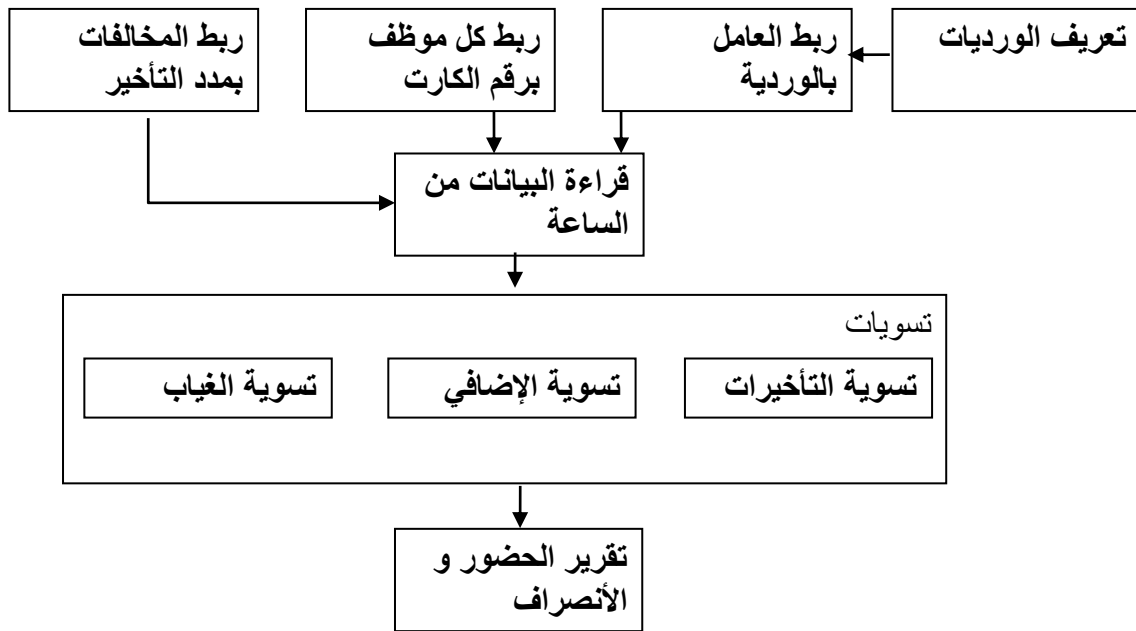 تعريف الورديات
ربط العامل
بالوردية
ربط كل موظف
برقم الكارت
ربط المخالفات
بمدد التأخير
قراءة البيانات من
الساعة
تسويات
تسوية التأخيرات
تسوية الإضافي
تسوية الغياب
تقرير الحضور و
الأنصراف